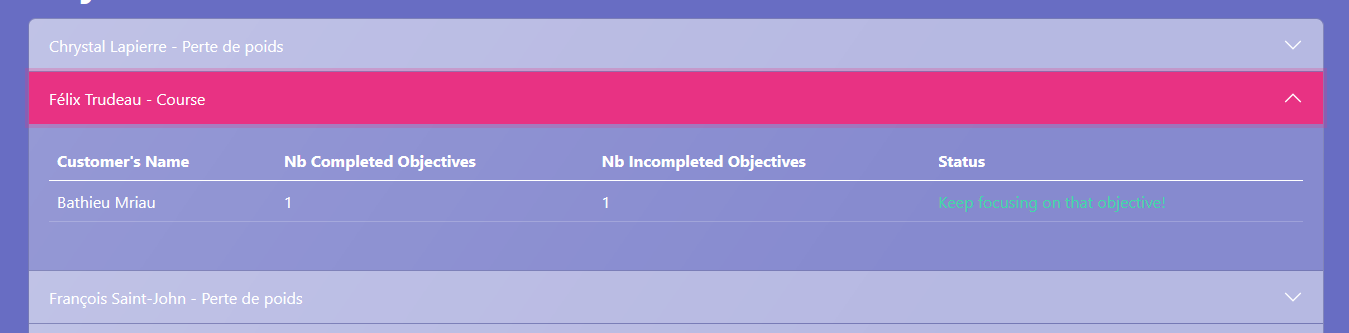 Chrystal Lapierre - Perte de poids
Félix Trudeau - Course
Customer's Name Nb Completed Objectives Nb Incompleted Objectives Status
Bathieu Mriau 1 1 Keep focusing on that objective!
François Saint-John - Perte de poids